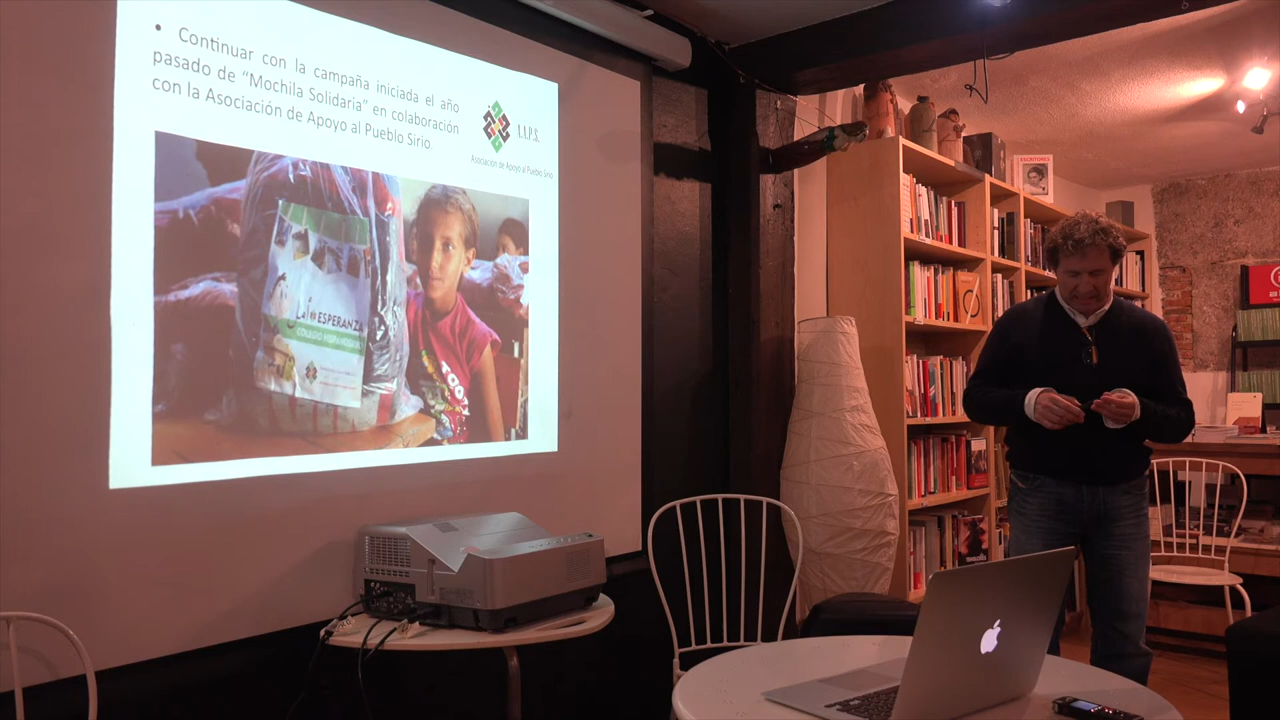 • Continuar con la campaña iniciada el año
pasado de “Mochila Solidaria” en colaboración
con la Asociación de Apoyo al Pueblo Sirio.
Asociación de Apoyo al Pueblo Sirio
ESPERANZA
ESCRITORES